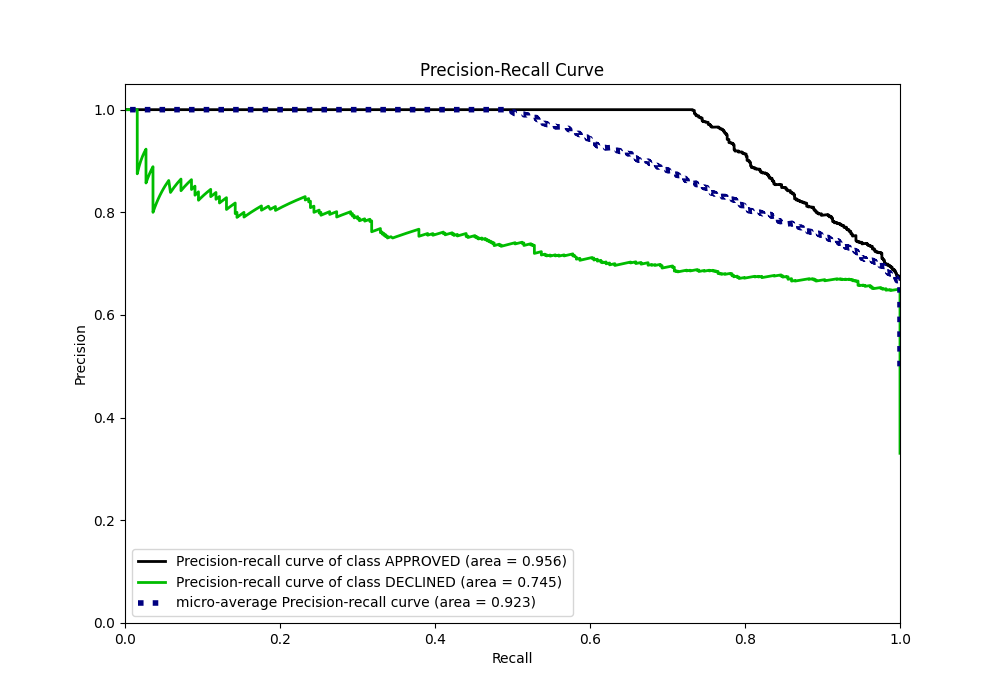 Precision-Recall Curve
1.0
0.8
0.6
0.4
0.2
0.0
Precision
Precision-recall curve of class APPROVED (area = 0.956)
Precision-recall curve of class DECLINED (area = 0.745)
micro-average Precision-recall curve (area = 0.923)
0.0 0.2 0.4 0.6 0.8 1.0
Recall